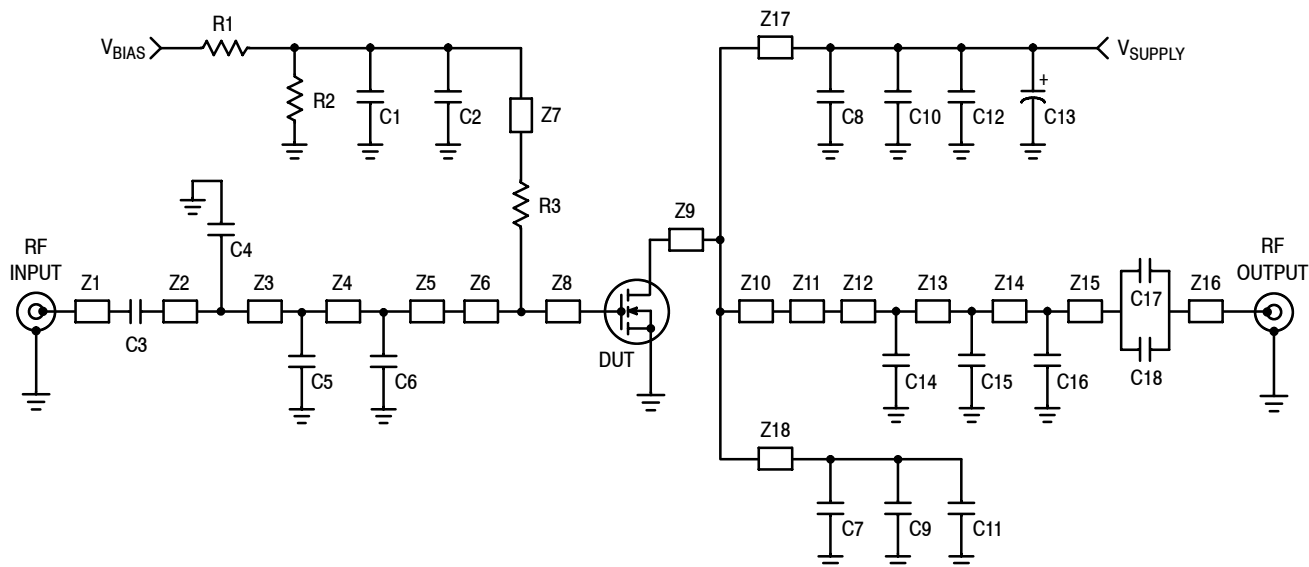 R1
Z17
V_BIAS
V_SUPPLY
R2
C1
C2
Z7
C8
C10
C12
+
C13
R3
C4
Z9
RF
INPUT
Z1
Z2
Z3
Z4
Z5
Z6
Z8
Z10
Z11
Z12
Z13
Z14
Z15
C17
Z16
RF
OUTPUT
C3
DUT
C5
C6
C14
C15
C16
C18
Z18
C7
C9
C11